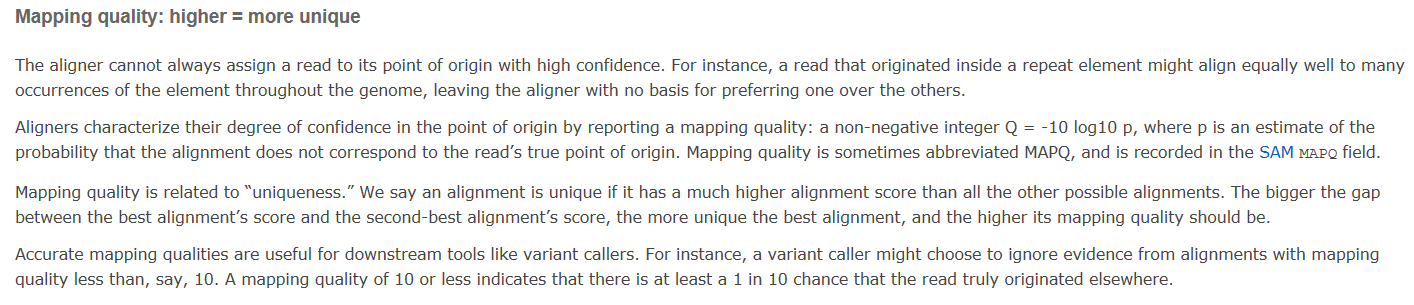 Mapping quality: higher = more unique
The aligner cannot always assign a read to its point of origin with high confidence. For instance, a read that originated inside a repeat element might align equally well to many
occurrences of the element throughout the genome, leaving the aligner with no basis for preferring one over the others.
Aligners characterize their degree of confidence in the point of origin by reporting a mapping quality: a non-negative integer Q = -10 log10 p, where p is an estimate of the
probability that the alignment does not correspond to the read’s true point of origin. Mapping quality is sometimes abbreviated MAPQ, and is recorded in the SAM MAPQ field.
Mapping quality is related to “uniqueness.” We say an alignment is unique if it has a much higher alignment score than all the other possible alignments. The bigger the gap
between the best alignment’s score and the second-best alignment’s score, the more unique the best alignment, and the higher its mapping quality should be.
Accurate mapping qualities are useful for downstream tools like variant callers. For instance, a variant caller might choose to ignore evidence from alignments with mapping
quality less than, say, 10. A mapping quality of 10 or less indicates that there is at least a 1 in 10 chance that the read truly originated elsewhere.